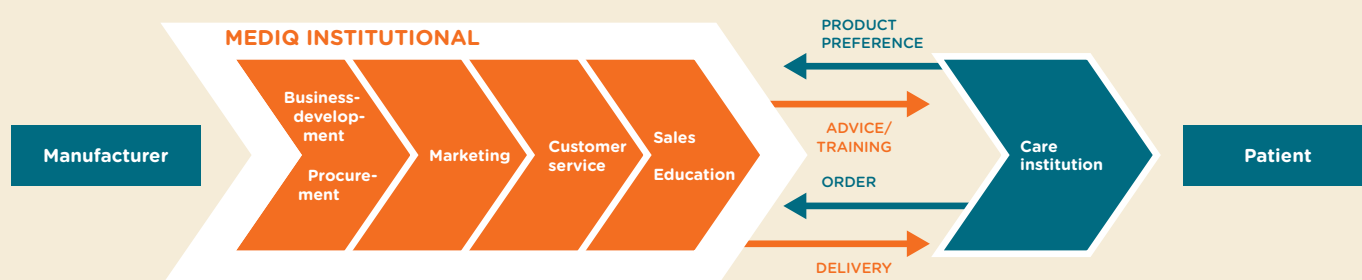 MEDIQ INSTITUTIONAL
Manufacturer
Business-
develop-
ment
Procure-
ment
Marketing
Customer
service
Sales
Education
PRODUCT
PREFERENCE
ADVICE/
TRAINING
ORDER
DELIVERY
Care
institution
Patient